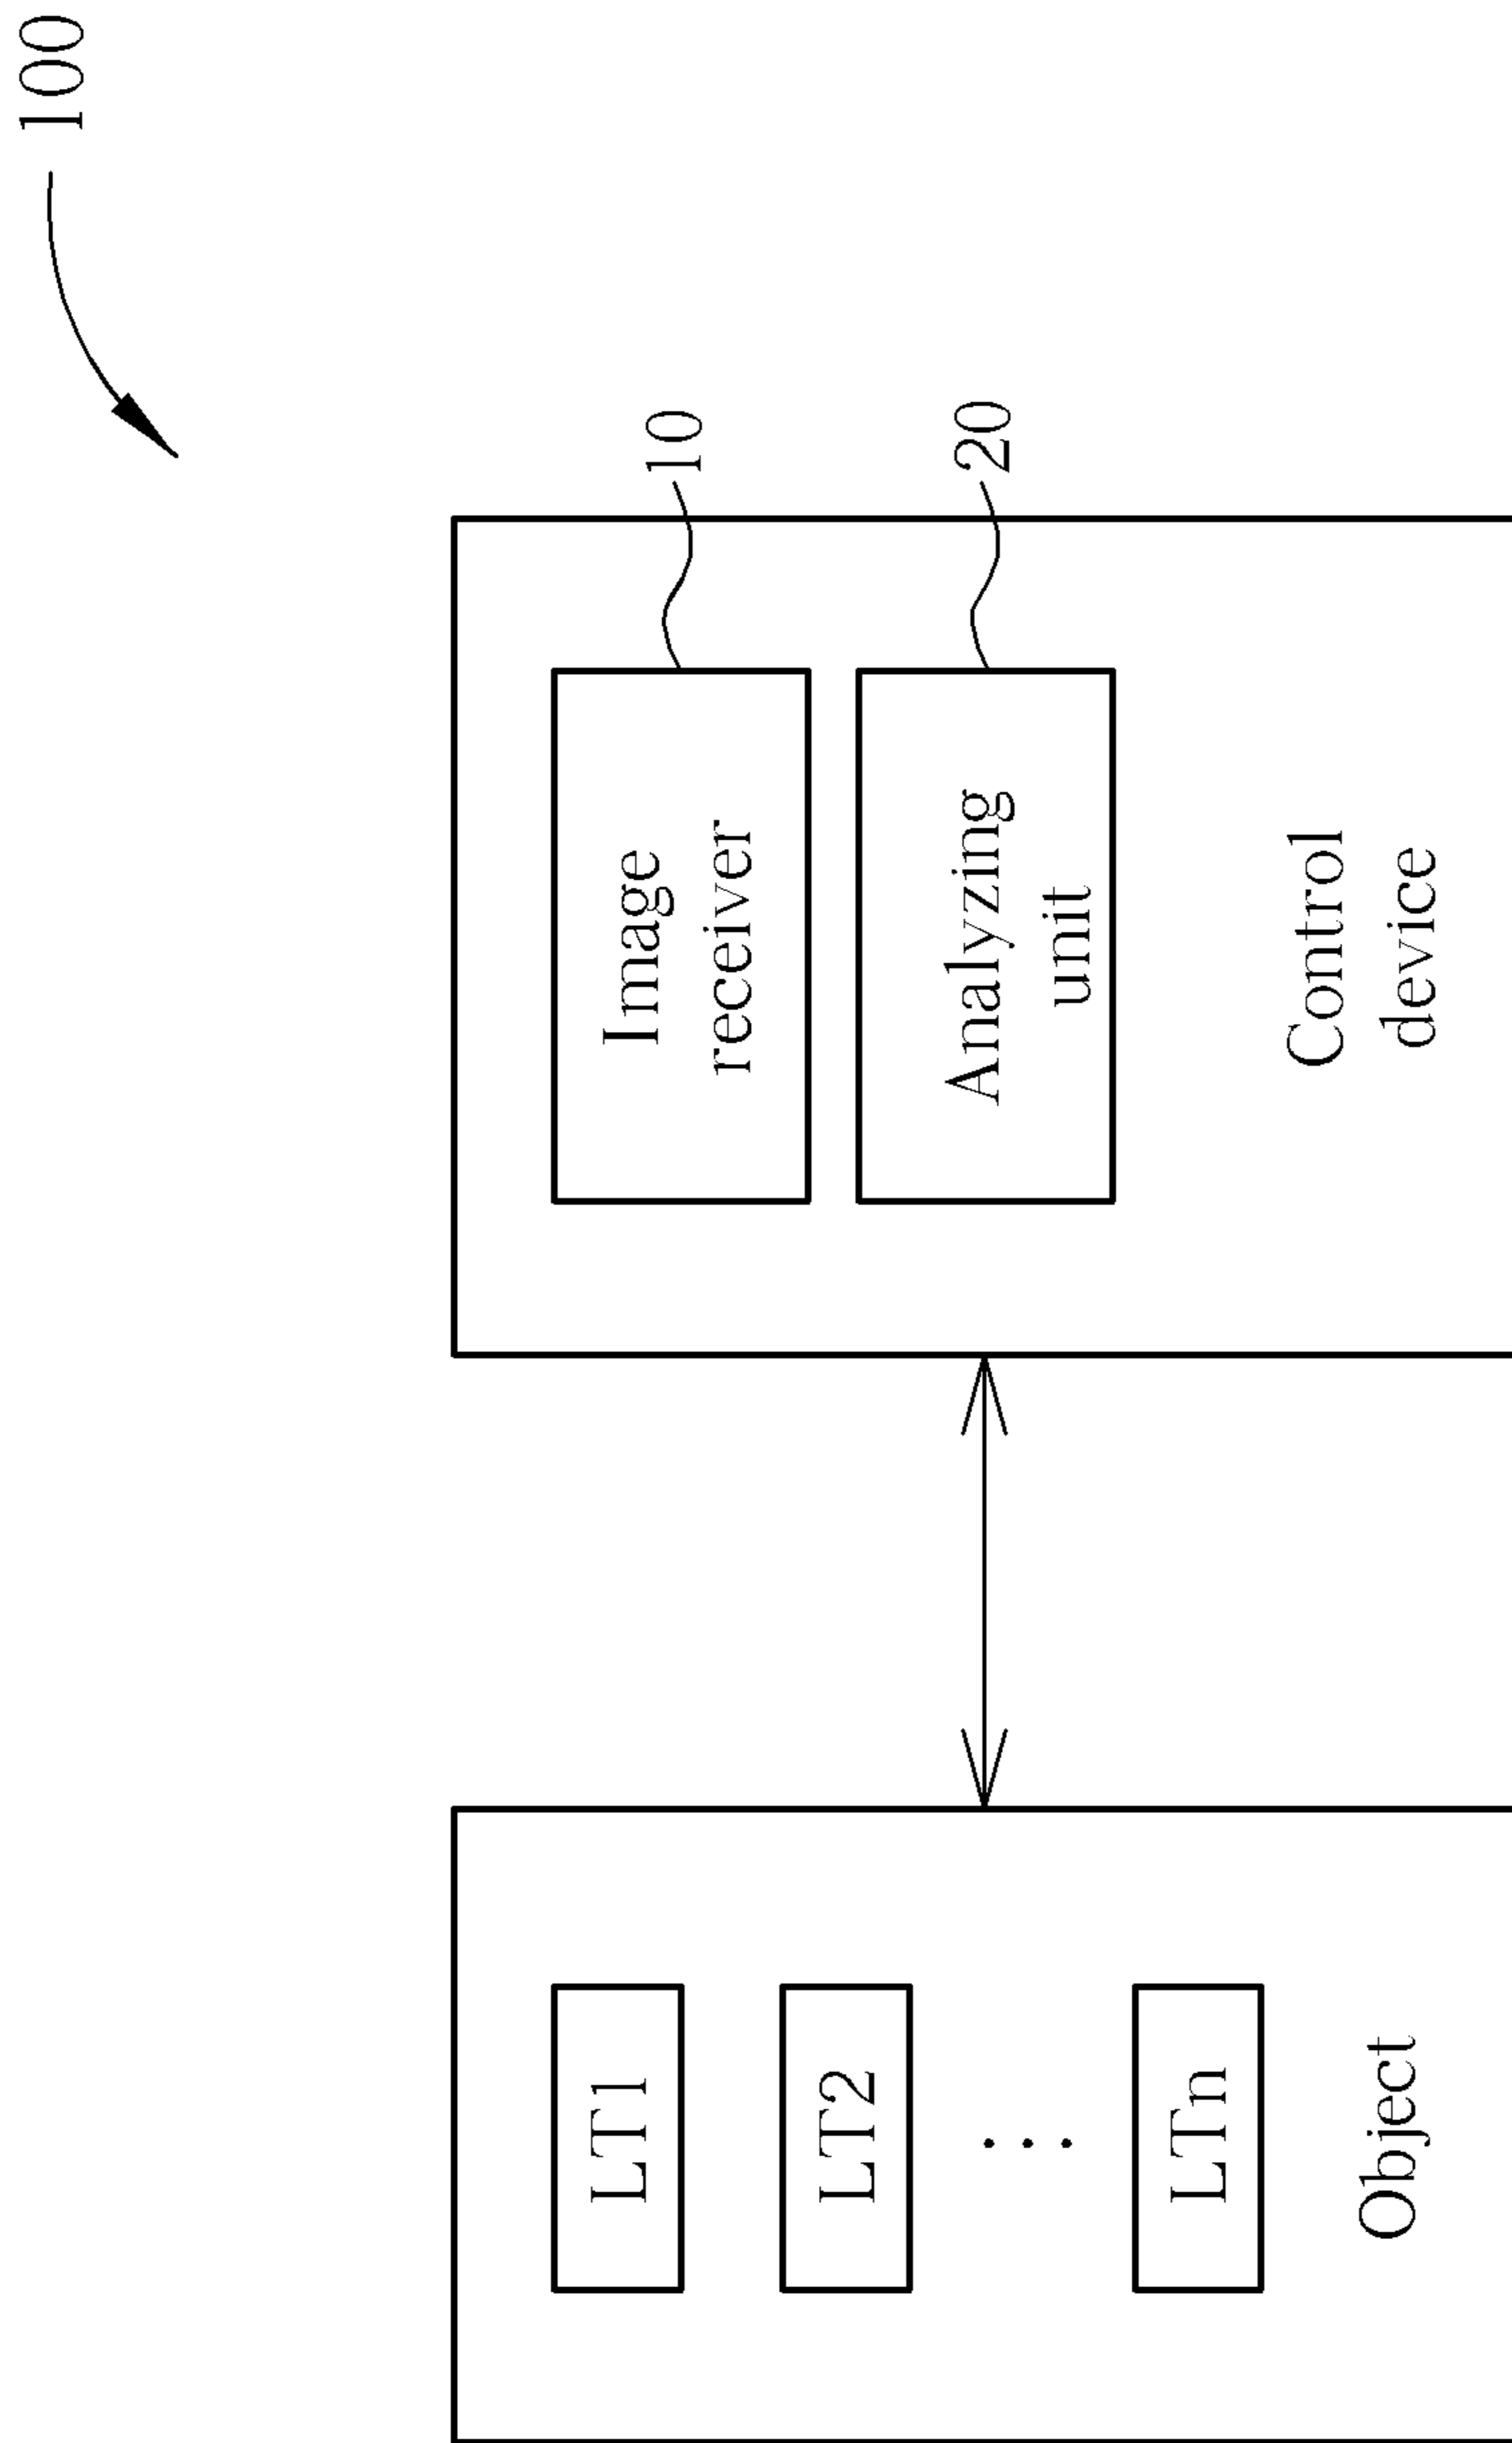 100
10
20
Image
receiver
Analyzing
unit
Control
device
LT1
LT2
...
LTn
Object